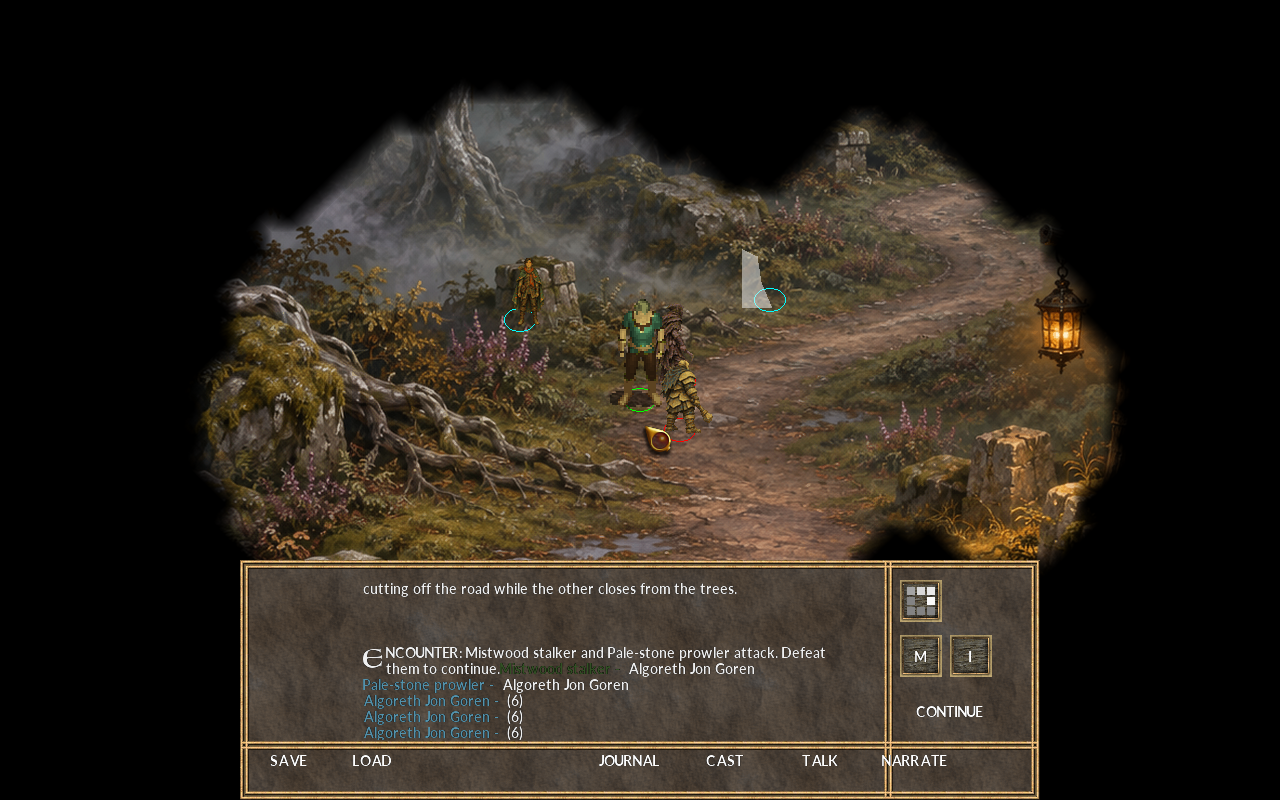 cutting off the road while the other closes from the trees.
ENCOUNTER: Mistwood stalker and Pale-stone prowler attack. Defeat
them to continue. Mistwood stalker - Algoreth Jon Goren
Pale-stone prowler - Algoreth Jon Goren
Algoreth Jon Goren - (6)
Algoreth Jon Goren - (6)
Algoreth Jon Goren - (6)
M I
CONTINUE
SAVE LOAD JOURNAL CAST TALK NARRATE